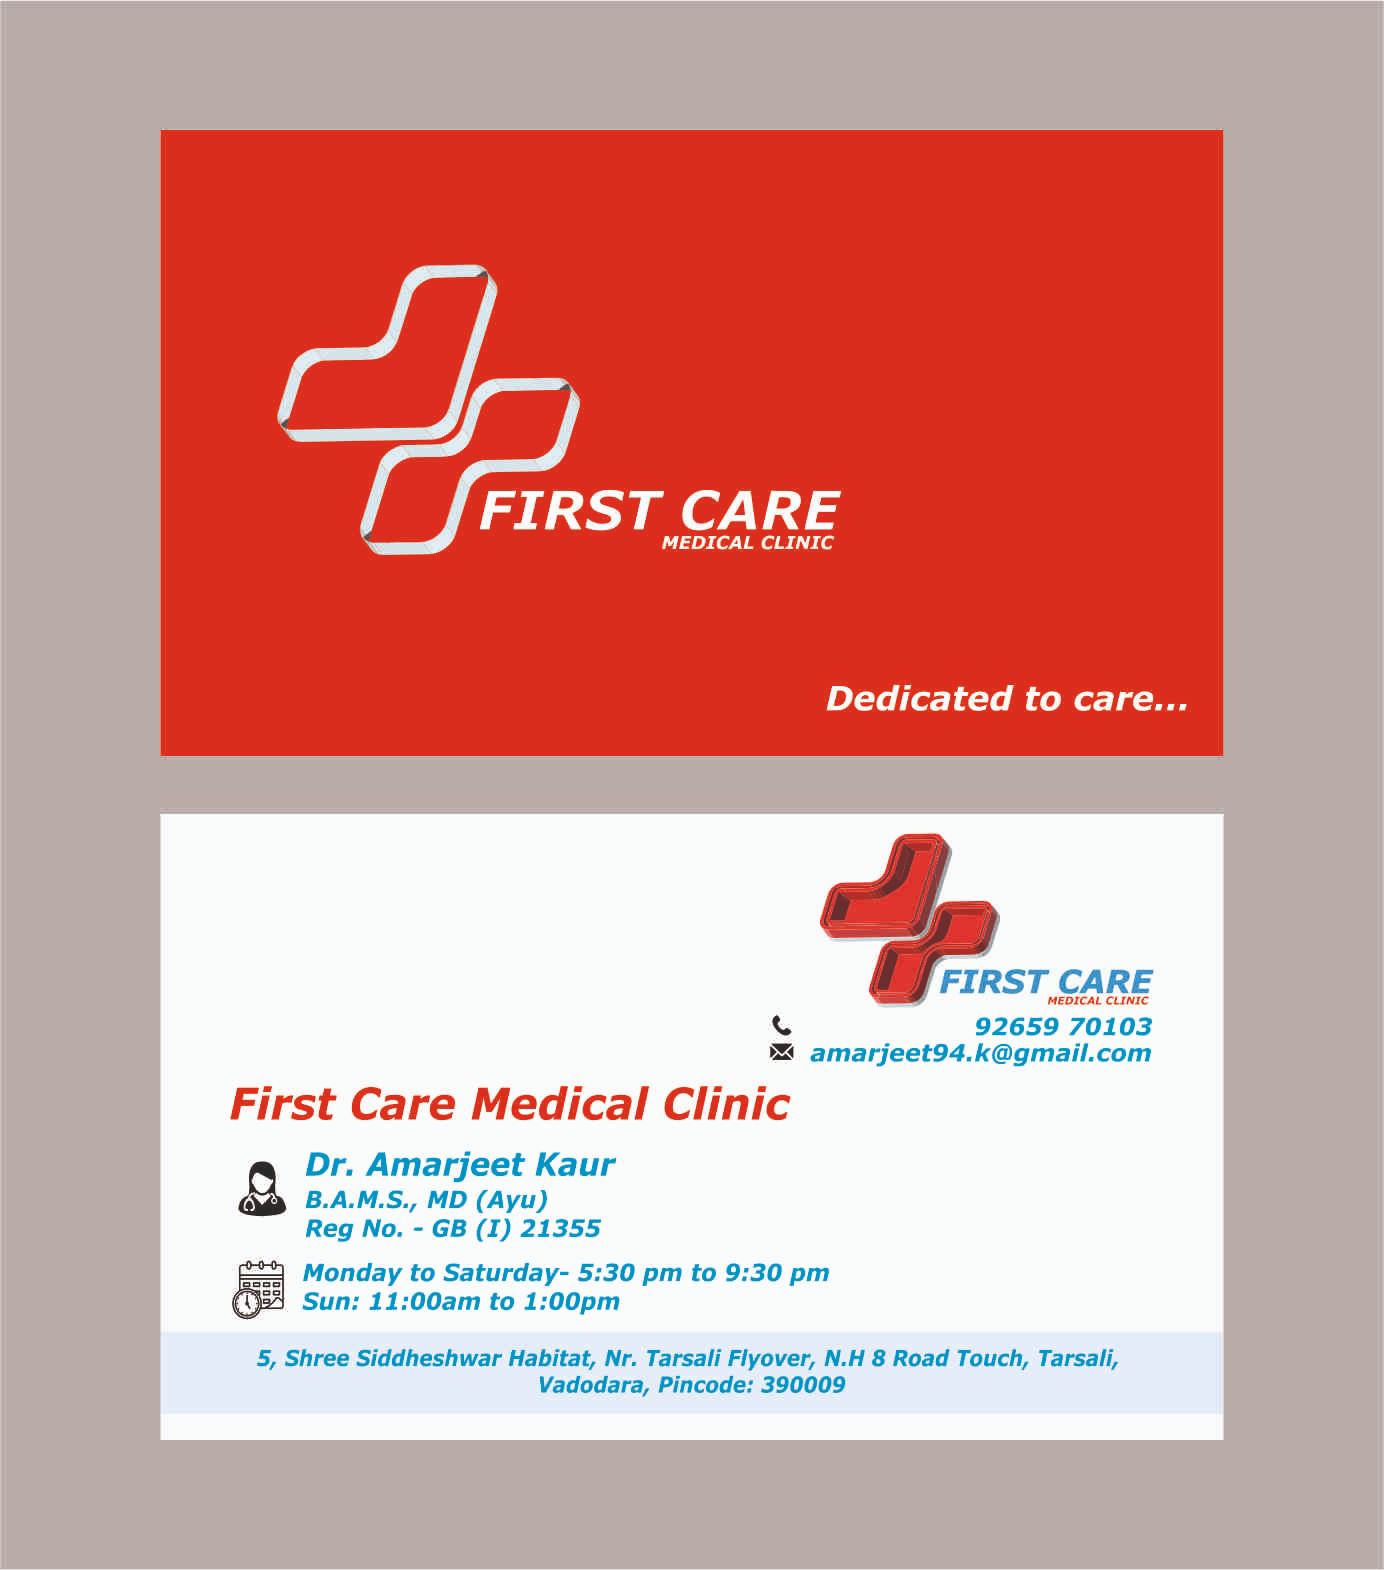 FIRST CARE
MEDICAL CLINIC
Dedicated to care...
FIRST CARE
MEDICAL CLINIC
92659 70103
amarjeet94.k@gmail.com
First Care Medical Clinic
Dr. Amarjeet Kaur
B.A.M.S., MD (Ayu)
Reg No. - GB (I) 21355
Monday to Saturday- 5:30 pm to 9:30 pm
Sun: 11:00am to 1:00pm
5, Shree Siddheshwar Habitat, Nr. Tarsali Flyover, N.H 8 Road Touch, Tarsali,
Vadodara, Pincode: 390009